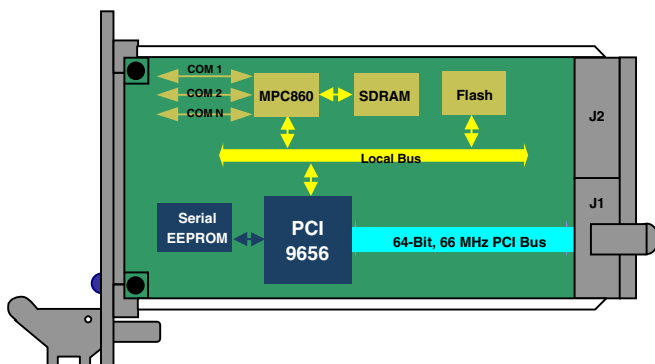 COM 1
COM 2
COM N
MPC860
SDRAM
Flash
J2
Local Bus
Serial
EEPROM
PCI
9656
64-Bit, 66 MHz PCI Bus
J1